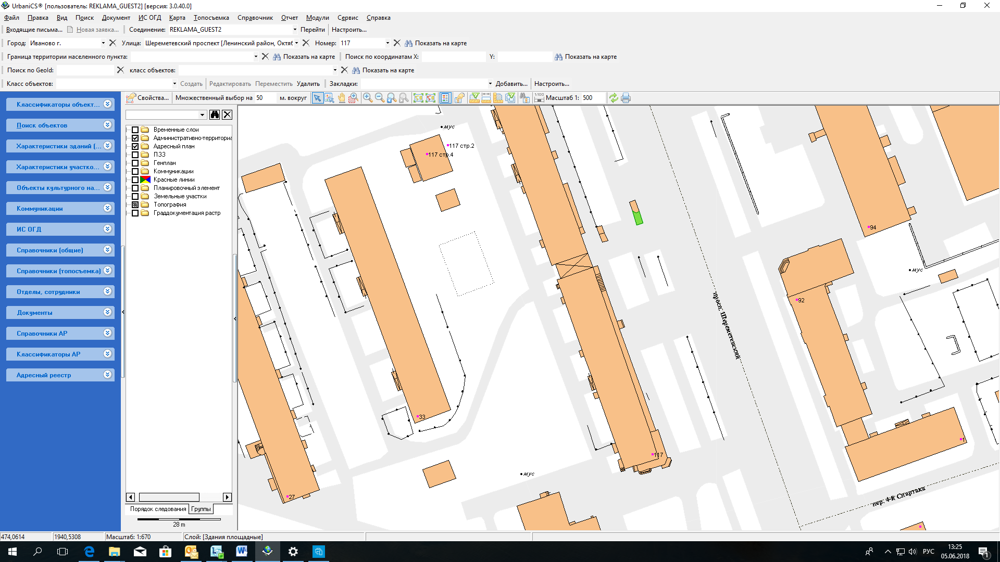 UrbaniCS® [пользователь: REKLAMA_GUEST2] [версия: 3.0.40.0]
Файл Правка Вид Поиск Документ ИС ОГД Карта Топосъемка Справочник Отчет Модули Сервис Справка
Входящие письма... Новая заявка... Соединение: REKLAMA_GUEST2 Перейти Настроить...
Город: Иваново г. Улица: Шереметевский проспект [Ленинский район, Октяб Номер: 117 Показать на карте
Граница территории населенного пункта: Показать на карте Поиск по координатам X: Y: Показать на карте
Поиск по GeoId: класс объектов: Показать на карте
Класс объектов: Создать Редактировать Переместить Удалить Закладки: Добавить... Настроить...
Свойства... Множественный выбор на 50 м. вокруг 1:100 Масштаб 1: 500
Классификаторы объект...
Поиск объектов
Характеристики зданий (...
Характеристики участко...
Объекты культурного на...
Коммуникации
ИС ОГД
Справочники (общие)
Справочники (топосъемка)
Отделы, сотрудники
Документы
Справочники АР
Классификаторы АР
Адресный реестр
Временные слои
Административно-территориа
Адресный план
ПЗЗ
Генплан
Коммуникации
Красные линии
Планировочный элемент
Земельные участки
Топография
Граддокументация растр
Порядок следования Группы
28 m
мус
117 стр.2
117 стр.4
94
мус
92
просп. Шереметевский
33
1
117
мус
27
пер. 4-й Спартака
474,0614 1940,5308 Масштаб: 1:670 Слой: [Здания площадные]
РУС
13:25
05.06.2018
1